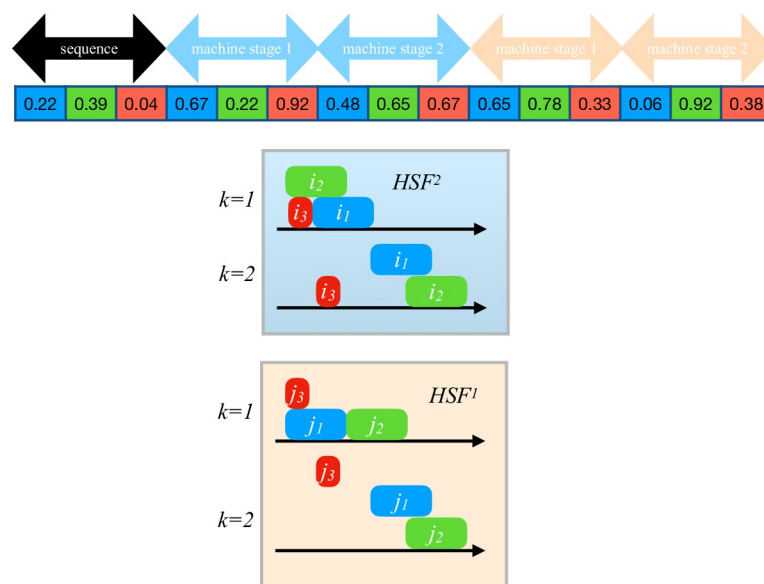 sequence machine stage 1 machine stage 2 machine stage 1 machine stage 2
0.22 0.39 0.04 0.67 0.22 0.92 0.48 0.65 0.67 0.65 0.78 0.33 0.06 0.92 0.38
HSF²
i₂
k=1
i₃ i₁
i₁
k=2
i₃ i₂
j₃ HSF¹
k=1
j₁ j₂
j₃
j₁
k=2
j₂